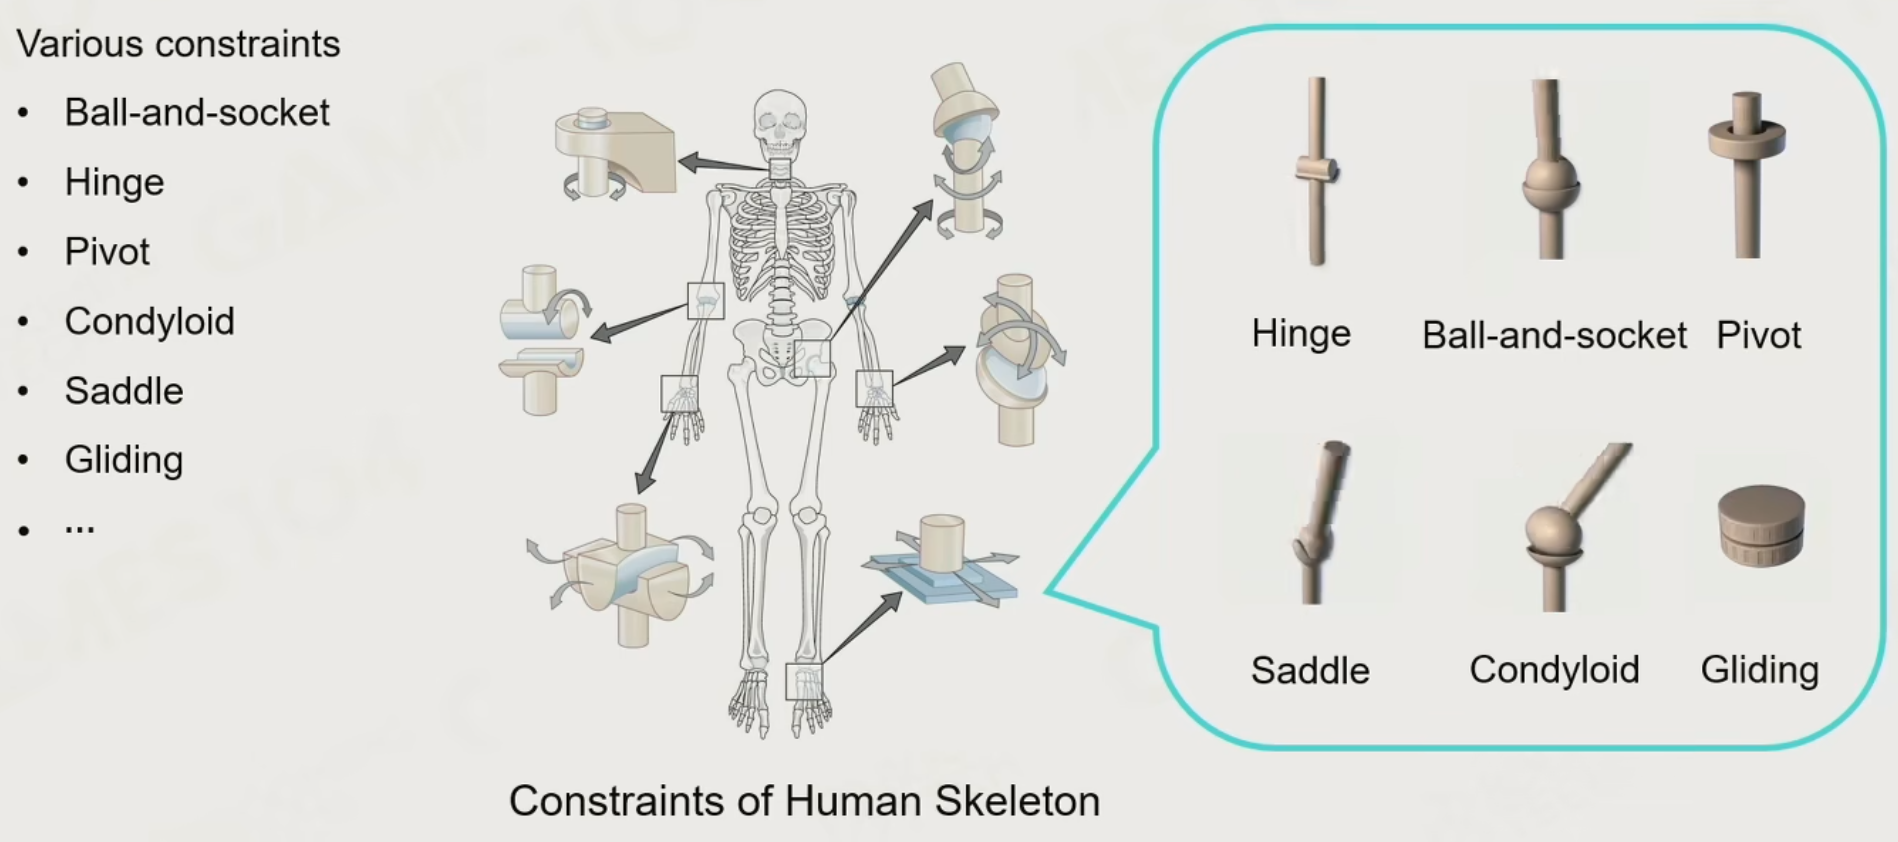 Various constraints
• Ball-and-socket
• Hinge
• Pivot
• Condyloid
• Saddle
• Gliding
• ...
Hinge Ball-and-socket Pivot
Saddle Condyloid Gliding
Constraints of Human Skeleton